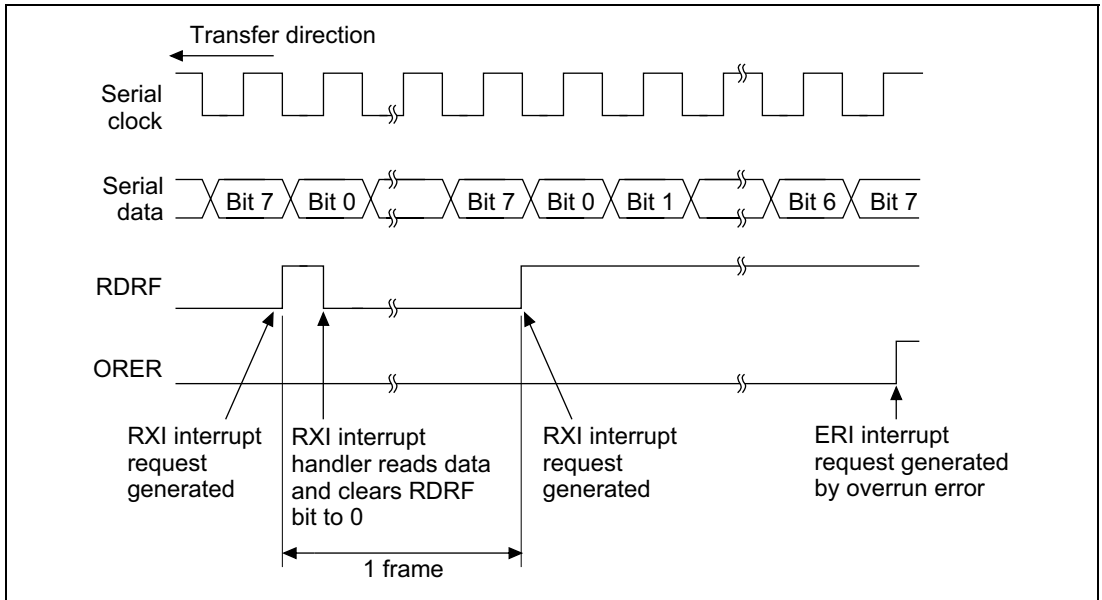 Transfer direction
Serial
clock
Serial
data
Bit 7
Bit 0
Bit 7
Bit 0
Bit 1
Bit 6
Bit 7
RDRF
ORER
RXI interrupt
request
generated
RXI interrupt
handler reads data
and clears RDRF
bit to 0
RXI interrupt
request
generated
ERI interrupt
request generated
by overrun error
1 frame